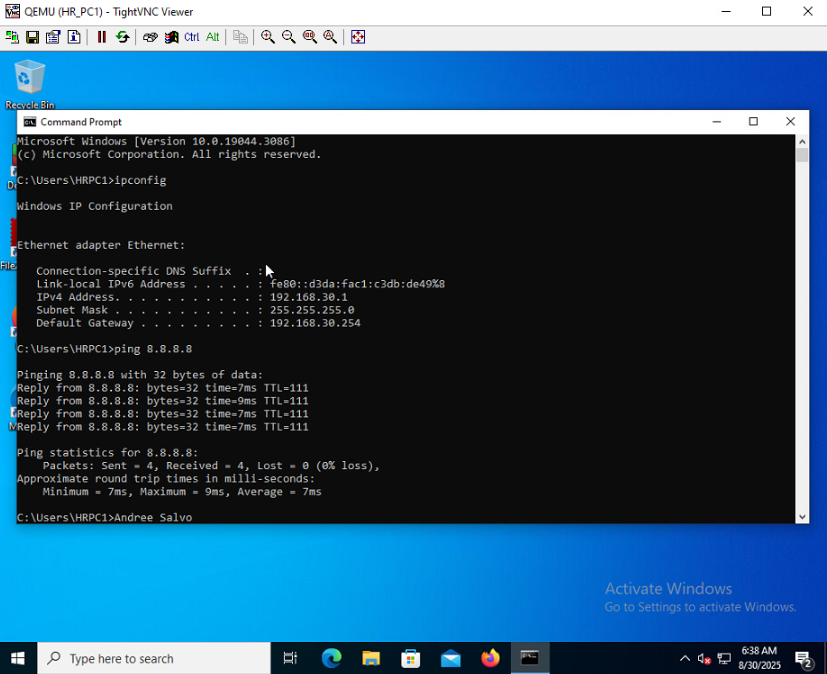 QEMU (HR_PC1) - TightVNC Viewer
Ctrl Alt
Recycle Bin
Command Prompt
Microsoft Windows [Version 10.0.19044.3086]
(c) Microsoft Corporation. All rights reserved.
C:\Users\HRPC1>ipconfig
Windows IP Configuration
Ethernet adapter Ethernet:
Connection-specific DNS Suffix . :
Link-local IPv6 Address . . . . . : fe80::d3da:fac1:c3db:de49%8
IPv4 Address. . . . . . . . . . . : 192.168.30.1
Subnet Mask . . . . . . . . . . . : 255.255.255.0
Default Gateway . . . . . . . . . : 192.168.30.254
C:\Users\HRPC1>ping 8.8.8.8
Pinging 8.8.8.8 with 32 bytes of data:
Reply from 8.8.8.8: bytes=32 time=7ms TTL=111
Reply from 8.8.8.8: bytes=32 time=9ms TTL=111
Reply from 8.8.8.8: bytes=32 time=7ms TTL=111
Reply from 8.8.8.8: bytes=32 time=7ms TTL=111
Ping statistics for 8.8.8.8:
Packets: Sent = 4, Received = 4, Lost = 0 (0% loss),
Approximate round trip times in milli-seconds:
Minimum = 7ms, Maximum = 9ms, Average = 7ms
C:\Users\HRPC1>Andree Salvo
Activate Windows
Go to Settings to activate Windows.
Type here to search
6:38 AM
8/30/2025
2